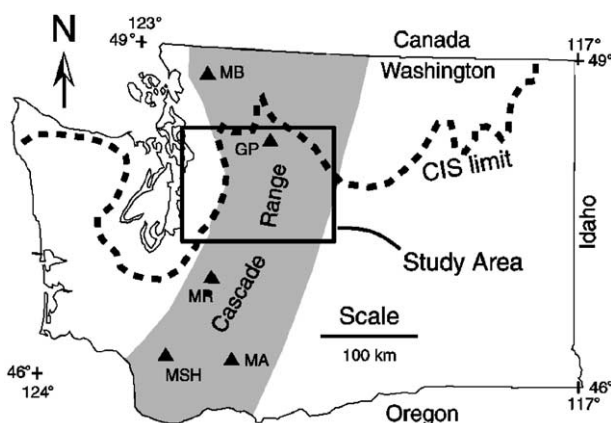 N
123°
49°
Canada
Washington
117°
49°
MB
GP
CIS limit
Cascade Range
Idaho
Study Area
MR
Scale
100 km
MSH
MA
46°
124°
46°
117°
Oregon